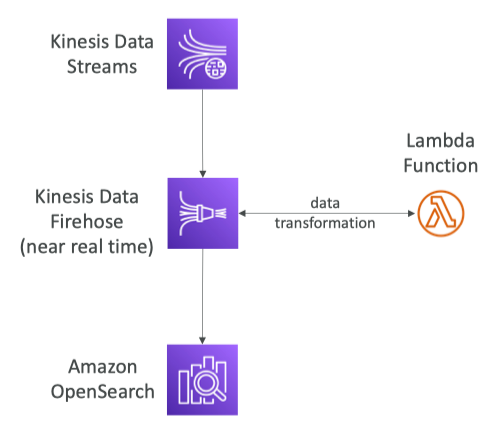 Kinesis Data
Streams
Lambda
Function
Kinesis Data
Firehose
(near real time)
data
transformation
Amazon
OpenSearch